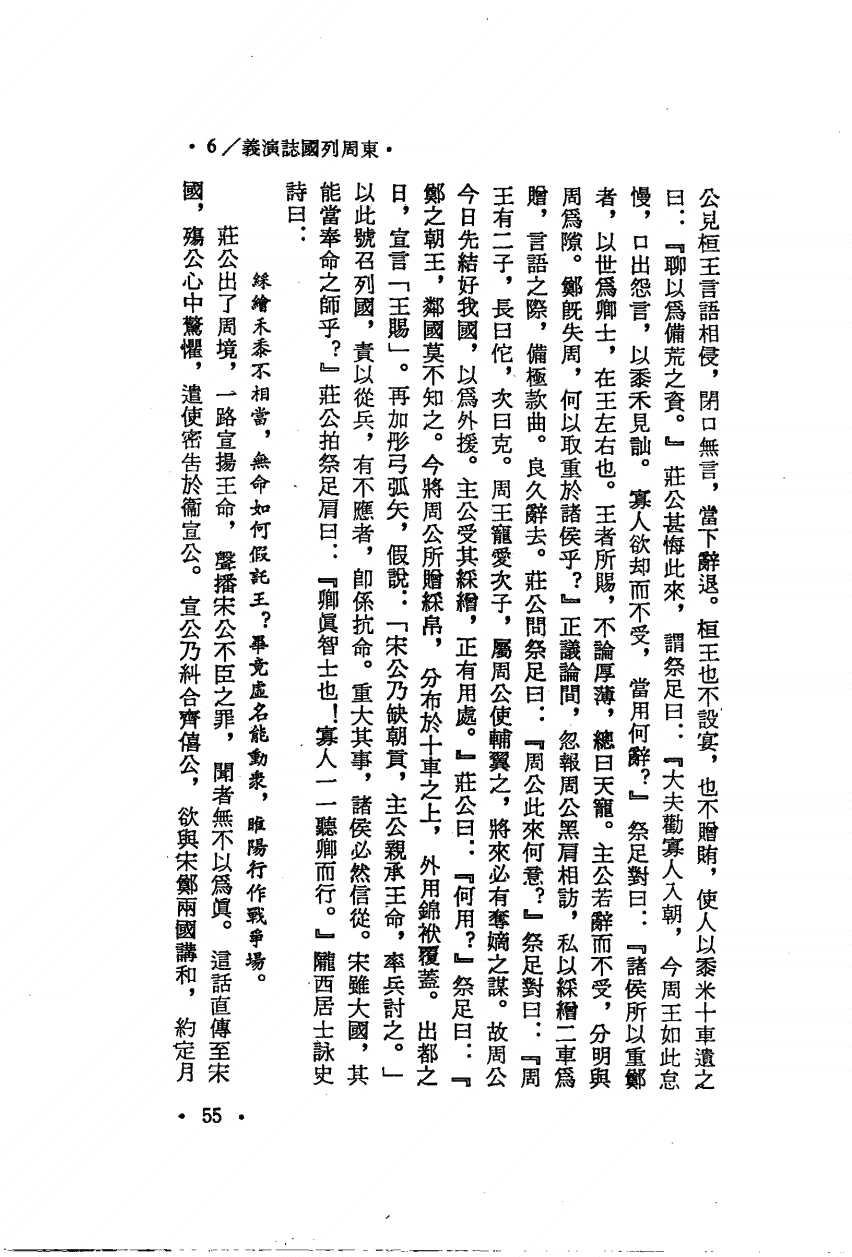 ·東周列國誌演義／6·
公見桓王言語相侵，閉口無言，當下辭退。桓王也不設宴，也不贈賄，使人以黍米十車遺之
曰：『聊以爲備荒之資。』莊公甚悔此來，謂祭足曰：『大夫勸寡人入朝，今周王如此怠
慢，口出怨言，以黍禾見訕。寡人欲却而不受，當用何辭？』祭足對曰：『諸侯所以重鄭
者，以世爲卿士，在王左右也。王者所賜，不論厚薄，總曰天寵。主公若辭而不受，分明與
周爲隙。鄭旣失周，何以取重於諸侯乎？』正議論間，忽報周公黑肩相訪，私以綵繒二車爲
贈，言語之際，備極款曲。良久辭去。莊公問祭足曰：『周公此來何意？』祭足對曰：『周
王有二子，長曰佗，次曰克。周王寵愛次子，屬周公使輔翼之，將來必有奪嫡之謀。故周公
今日先結好我國，以爲外援。主公受其綵繒，正有用處。』莊公曰：『何用？』祭足曰：『
鄭之朝王，鄰國莫不知之。今將周公所贈綵帛，分布於十車之上，外用錦袱覆蓋。出都之
日，宣言「王賜」。再加彤弓弧矢，假說：「宋公乃缺朝貢，主公親承王命，率兵討之。」
以此號召列國，責以從兵，有不應者，卽係抗命。重大其事，諸侯必然信從。宋雖大國，其
能當奉命之師乎？』莊公拍祭足肩曰：『卿眞智士也！寡人一一聽卿而行。』隴西居士詠史
詩曰：
綵繒禾黍不相當，無命如何假託王？畢竟虛名能動衆，睢陽行作戰爭場。
莊公出了周境，一路宣揚王命，聲播宋公不臣之罪，聞者無不以爲眞。這話直傳至宋
國，殤公心中驚懼，遣使密告於衞宣公。宣公乃糾合齊僖公，欲與宋鄭兩國講和，約定月
·55·